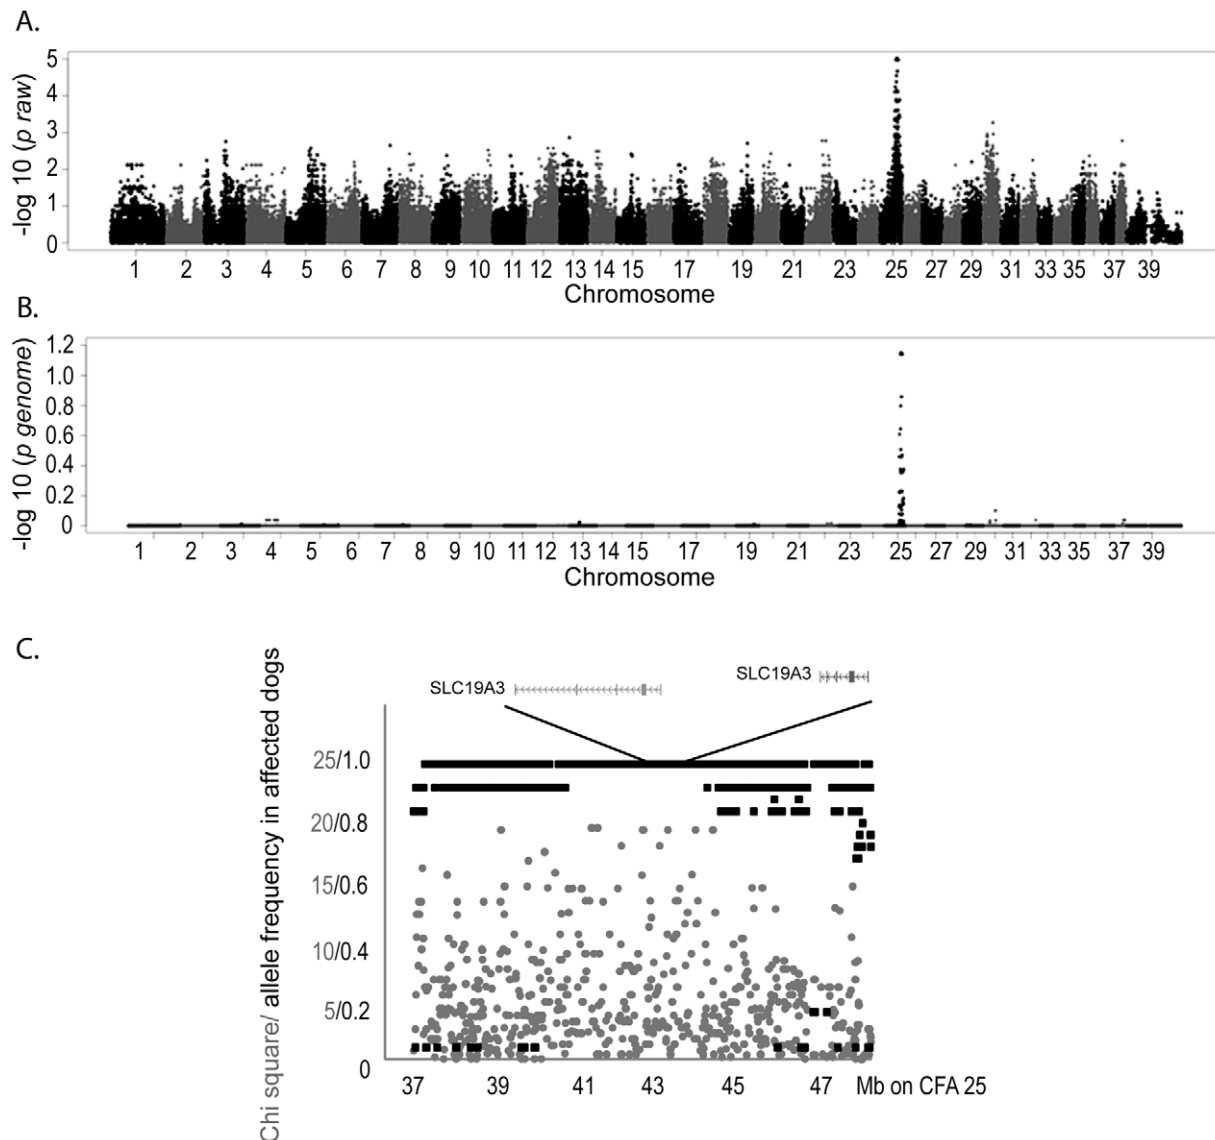 A.
-log 10 (p raw)
5
4
3
2
1
0
1 2 3 4 5 6 7 8 9 10 11 12 13 14 15 17 19 21 23 25 27 29 31 33 35 37 39
Chromosome
B.
-log 10 (p genome)
1.2
1.0
0.8
0.6
0.4
0.2
0
1 2 3 4 5 6 7 8 9 10 11 12 13 14 15 17 19 21 23 25 27 29 31 33 35 37 39
Chromosome
C.
Chi square/ allele frequency in affected dogs
SLC19A3
SLC19A3
25/1.0
20/0.8
15/0.6
10/0.4
5/0.2
0
37 39 41 43 45 47 Mb on CFA 25